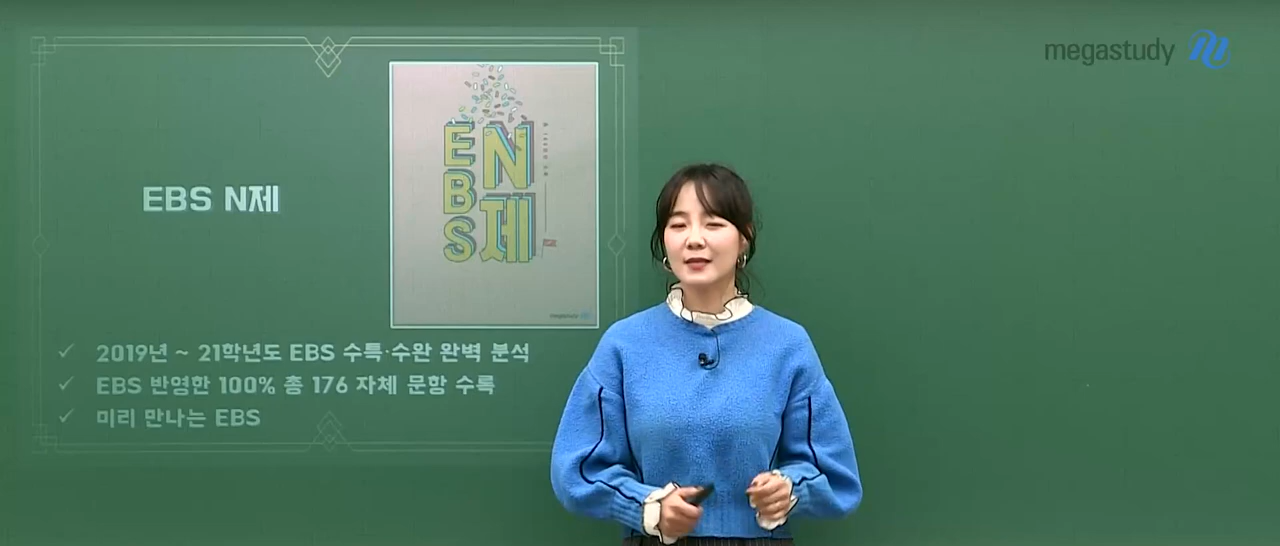 megastudy
EBS N제
E N
B
S 제
megastudy
2019년 ~ 21학년도 EBS 수특·수완 완벽 분석
EBS 반영한 100% 총 176 자체 문항 수록
미리 만나는 EBS